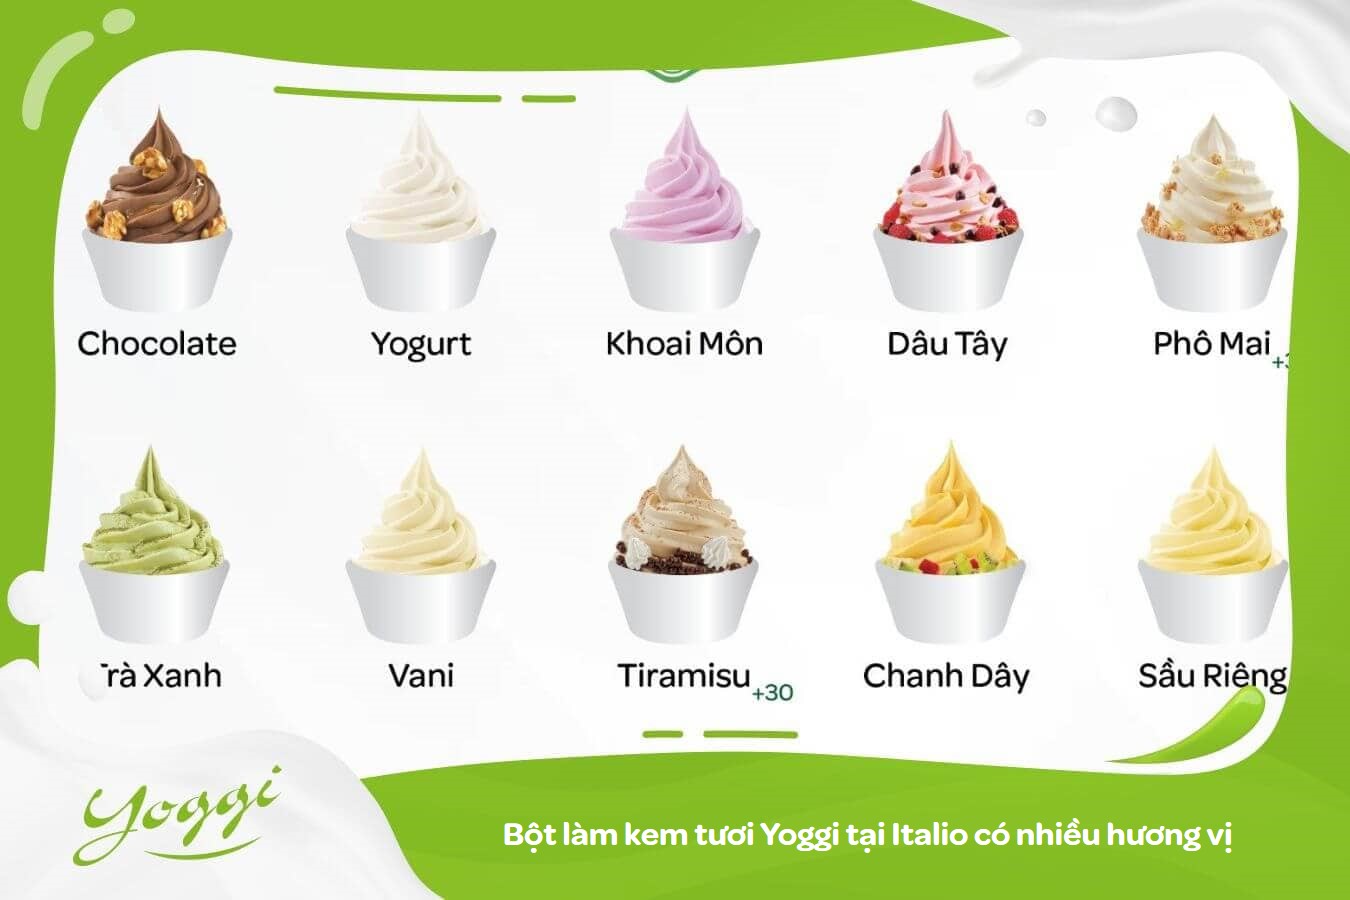 Chocolate
Yogurt
Khoai Môn
Dâu Tây
Phô Mai
Xanh
Vani
Tiramisu
+30
Chanh Dây
Sầu Riêng
Yoggi
Bột làm kem tươi Yoggi tại Italio có nhiều hương vị